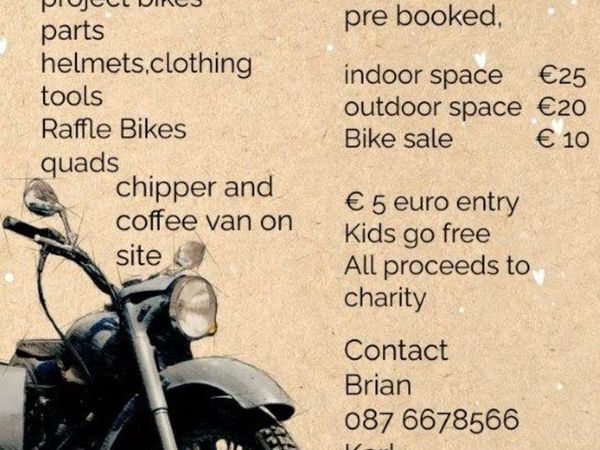 project bikes
parts
helmets,clothing
tools
Raffle Bikes
quads
chipper and
coffee van on
site
pre booked,
indoor space €25
outdoor space €20
Bike sale € 10
€ 5 euro entry
Kids go free
All proceeds to
charity
Contact
Brian
087 6678566